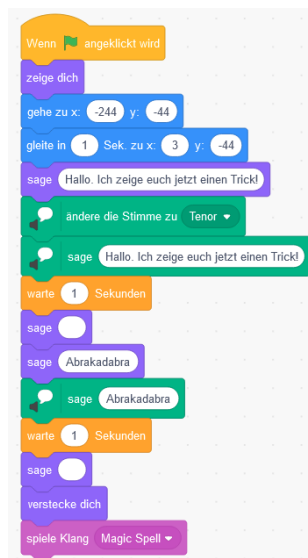 Wenn angeklickt wird
zeige dich
gehe zu x: -244 y: -44
gleite in 1 Sek. zu x: 3 y: -44
sage Hallo. Ich zeige euch jetzt einen Trick!
ändere die Stimme zu Tenor
sage Hallo. Ich zeige euch jetzt einen Trick!
warte 1 Sekunden
sage
sage Abrakadabra
sage Abrakadabra
warte 1 Sekunden
sage
verstecke dich
spiele Klang Magic Spell